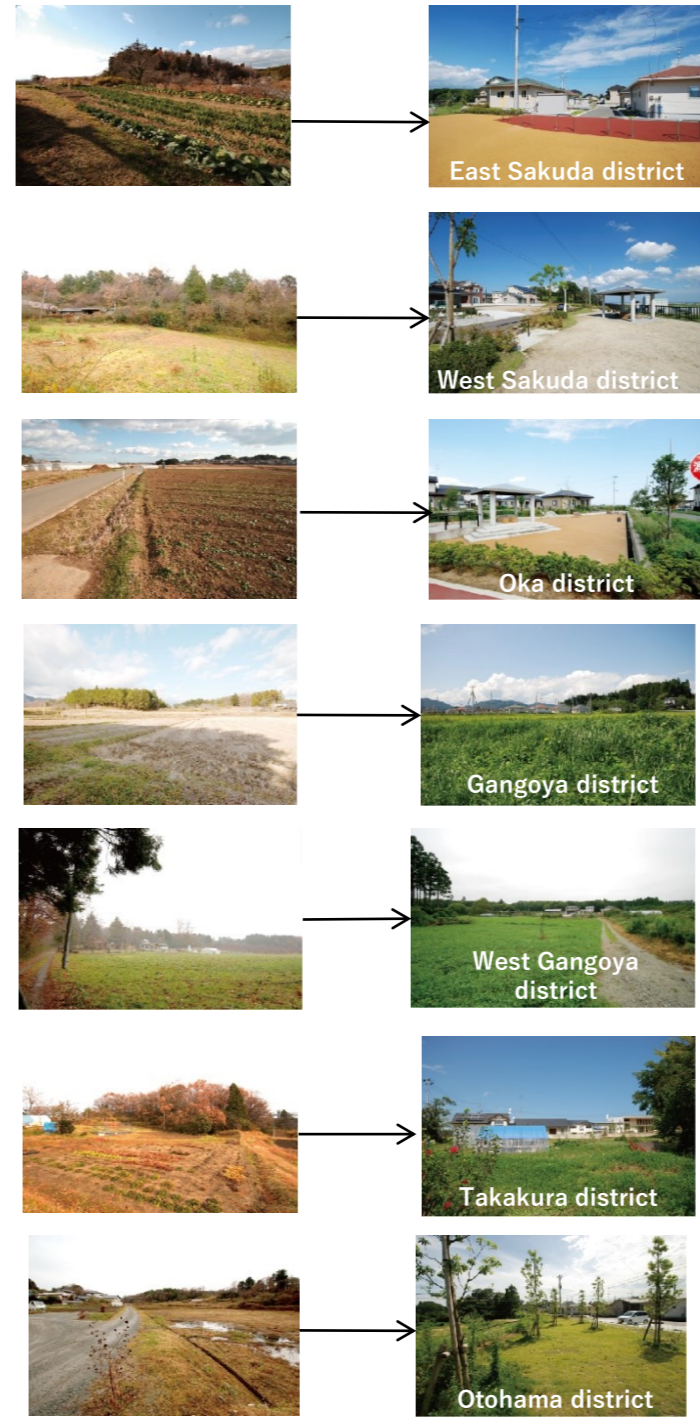 East Sakuda district
West Sakuda district
Oka district
Gangoya district
West Gangoya
district
Takakura district
Otohama district